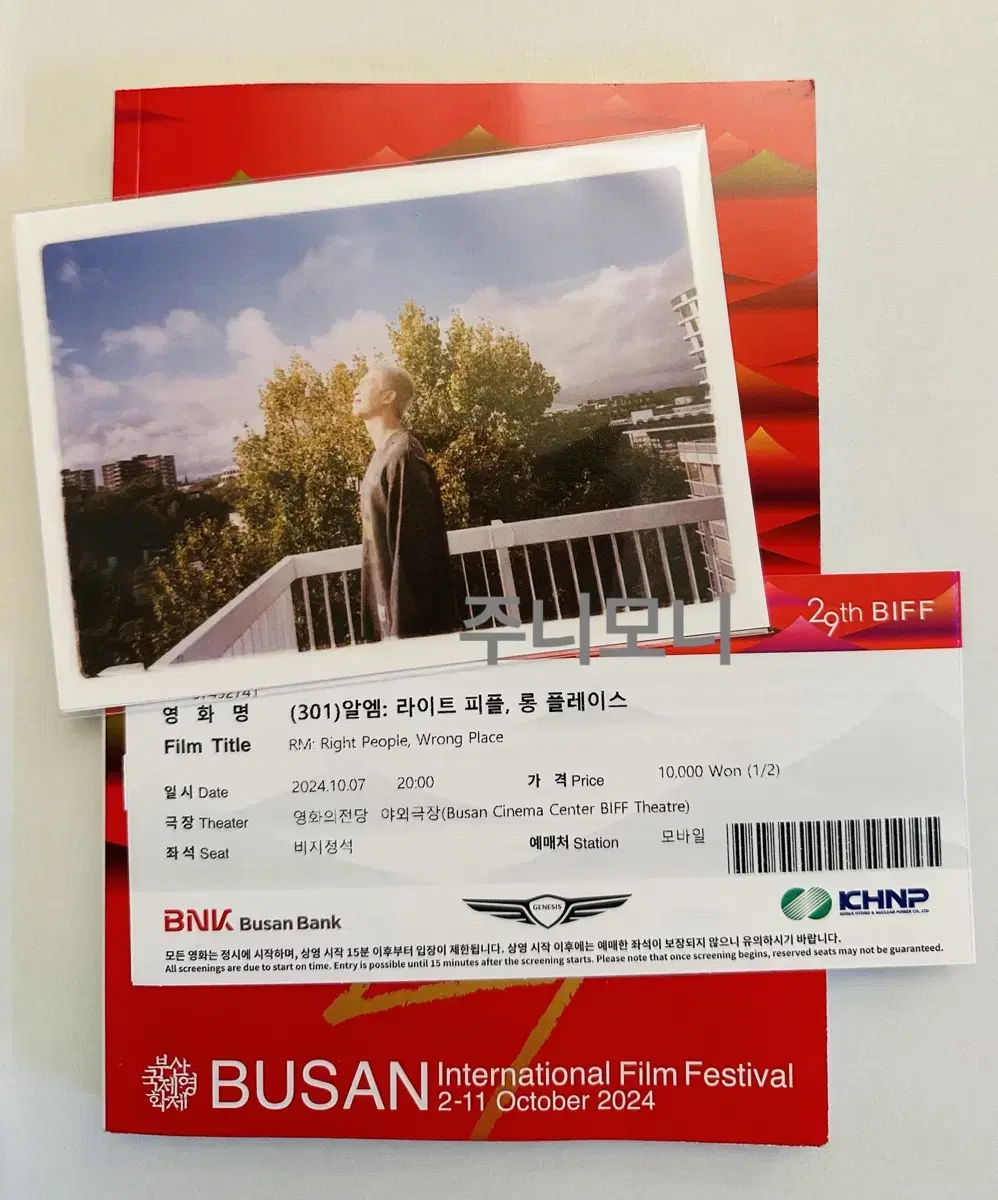 주니모니
29th BIFF
영 화 명 (301)알엠: 라이트 피플, 롱 플레이스
Film Title RM: Right People, Wrong Place
일 시 Date 2024.10.07 20:00 가 격 Price 10,000 Won (1/2)
극 장 Theater 영화의전당 야외극장(Busan Cinema Center BIFF Theatre)
좌 석 Seat 비지정석 예매처 Station 모바일
BNK Busan Bank GENESIS KHNP
KOREA HYDRO & NUCLEAR POWER CO., LTD
모든 영화는 정시에 시작하며, 상영 시작 15분 이후부터 입장이 제한됩니다. 상영 시작 이후에는 예매한 좌석이 보장되지 않으니 유의하시기 바랍니다.
All screenings are due to start on time. Entry is possible until 15 minutes after the screening starts. Please note that once screening begins, reserved seats may not be guaranteed.
부산
국제영
화제
BUSAN International Film Festival
2-11 October 2024